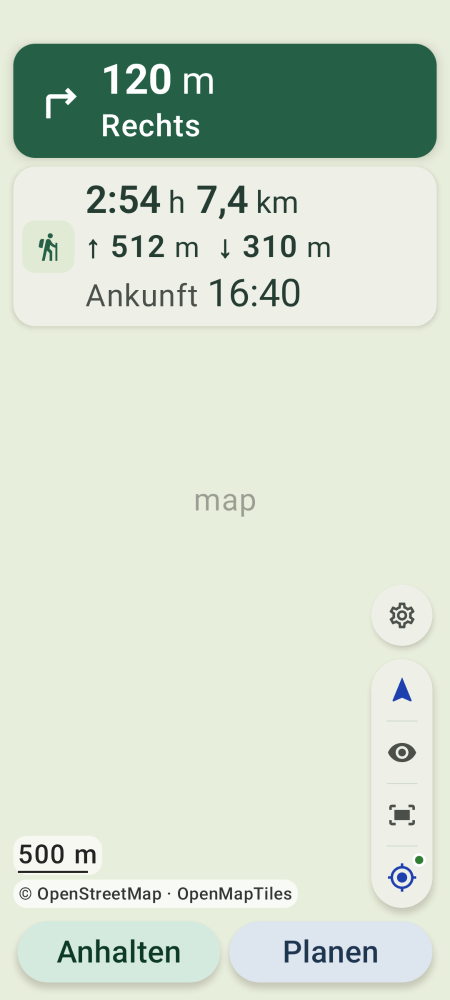 120 m
Rechts
2:54 h 7,4 km
↑ 512 m ↓ 310 m
Ankunft 16:40
map
500 m
© OpenStreetMap · OpenMapTiles
Anhalten Planen